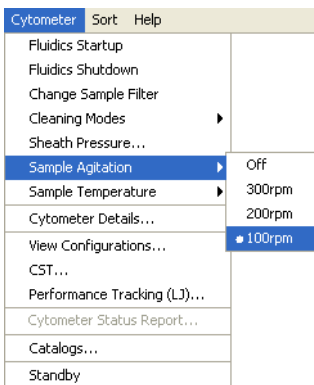 Cytometer Sort Help
Fluidics Startup
Fluidics Shutdown
Change Sample Filter
Cleaning Modes
Sheath Pressure...
Sample Agitation
Sample Temperature
Cytometer Details...
View Configurations...
CST...
Performance Tracking (LJ)...
Cytometer Status Report...
Catalogs...
Standby
Off
300rpm
200rpm
100rpm